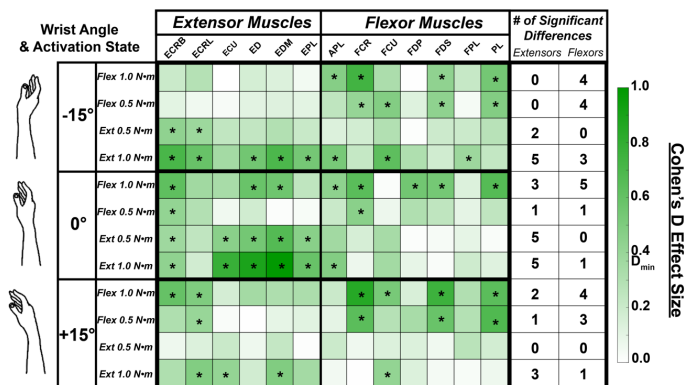 Wrist Angle & Activation State
Extensor Muscles
Flexor Muscles
# of Significant Differences
ECRB ECRL ECU ED EDM EPL APL FCR FCU FDP FDS FPL PL
Extensors Flexors
-15°
Flex 1.0 N•m * * * * 0 4
Flex 0.5 N•m * * * * 0 4
Ext 0.5 N•m * * 2 0
Ext 1.0 N•m * * * * * * * * 5 3
0°
Flex 1.0 N•m * * * * * * * * 3 5
Flex 0.5 N•m * * 1 1
Ext 0.5 N•m * * * * * 5 0
Ext 1.0 N•m * * * * * * 5 1
+15°
Flex 1.0 N•m * * * * * * 2 4
Flex 0.5 N•m * * * * 1 3
Ext 0.5 N•m 0 0
Ext 1.0 N•m * * * * 3 1
1.0
0.8
0.6
0.4
Dmin
0.2
0.0
Cohen's D Effect Size